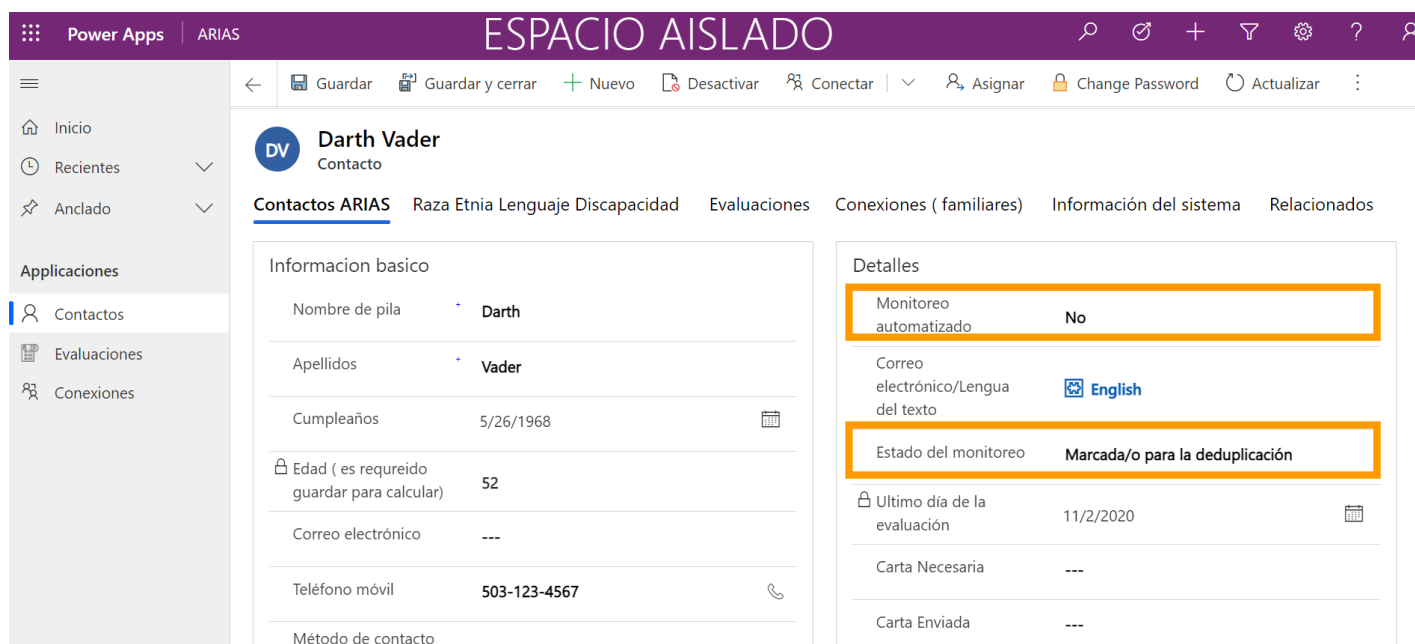 Power Apps ARIAS ESPACIO AISLADO
Guardar Guardar y cerrar Nuevo Desactivar Conectar Asignar Change Password Actualizar
Inicio
Recientes
Anclado
Applicaciones
Contactos
Evaluaciones
Conexiones
DV
Darth Vader
Contacto
Contactos ARIAS Raza Etnia Lenguaje Discapacidad Evaluaciones Conexiones ( familiares) Información del sistema Relacionados
Informacion basico
Nombre de pila + Darth
Apellidos + Vader
Cumpleaños 5/26/1968
Edad ( es requreido
guardar para calcular) 52
Correo electrónico ---
Teléfono móvil 503-123-4567
Método de contacto
Detalles
Monitoreo
automatizado No
Correo
electrónico/Lengua English
del texto
Estado del monitoreo Marcada/o para la deduplicación
Ultimo día de la
evaluación 11/2/2020
Carta Necesaria ---
Carta Enviada ---